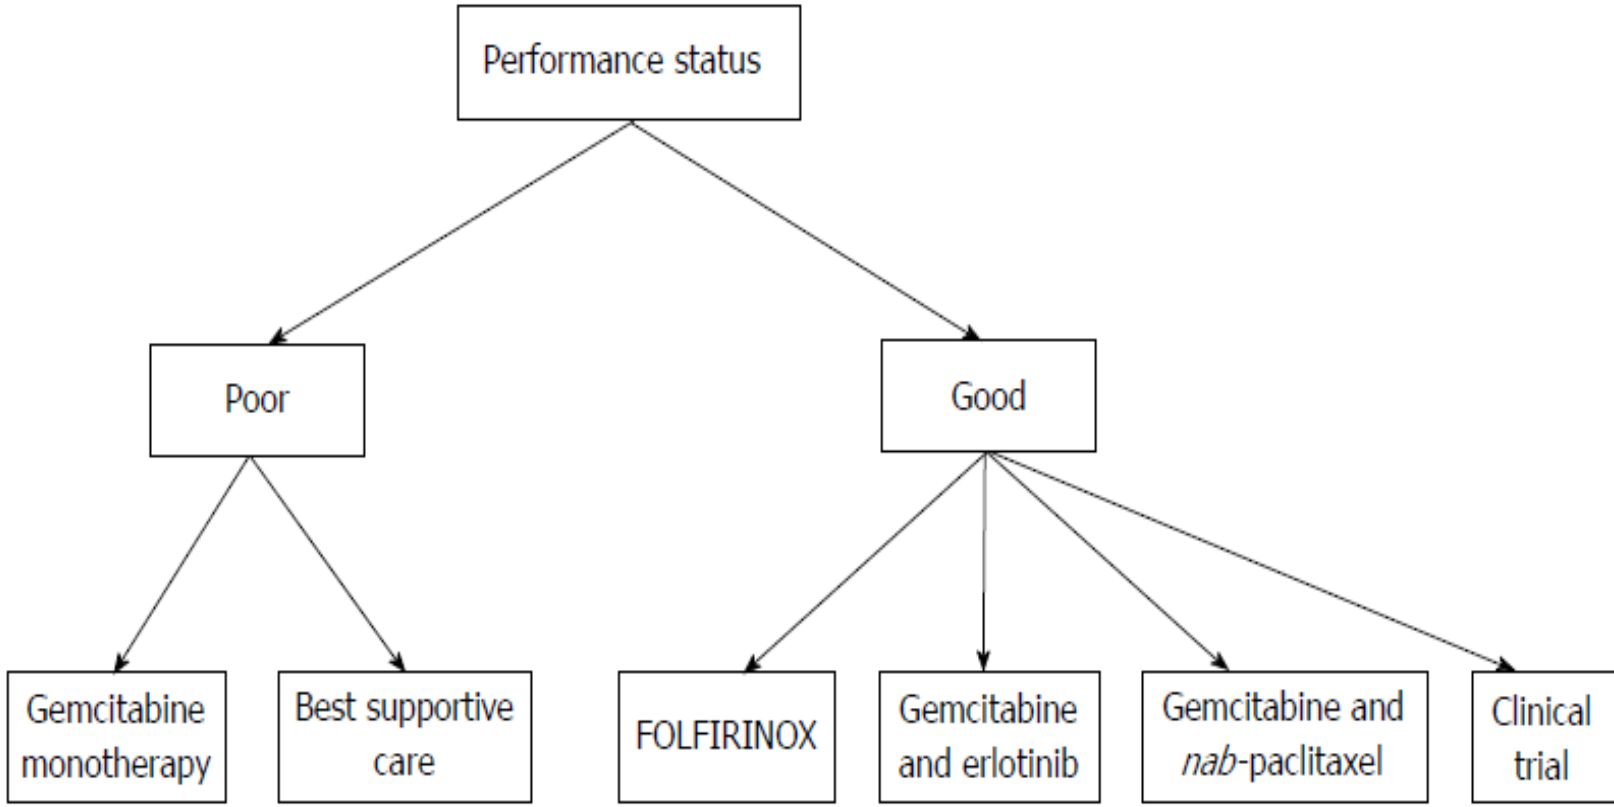 Performance status
Poor
Good
Gemcitabine
monotherapy
Best supportive
care
FOLFIRINOX
Gemcitabine
and erlotinib
Gemcitabine and
nab-paclitaxel
Clinical
trial